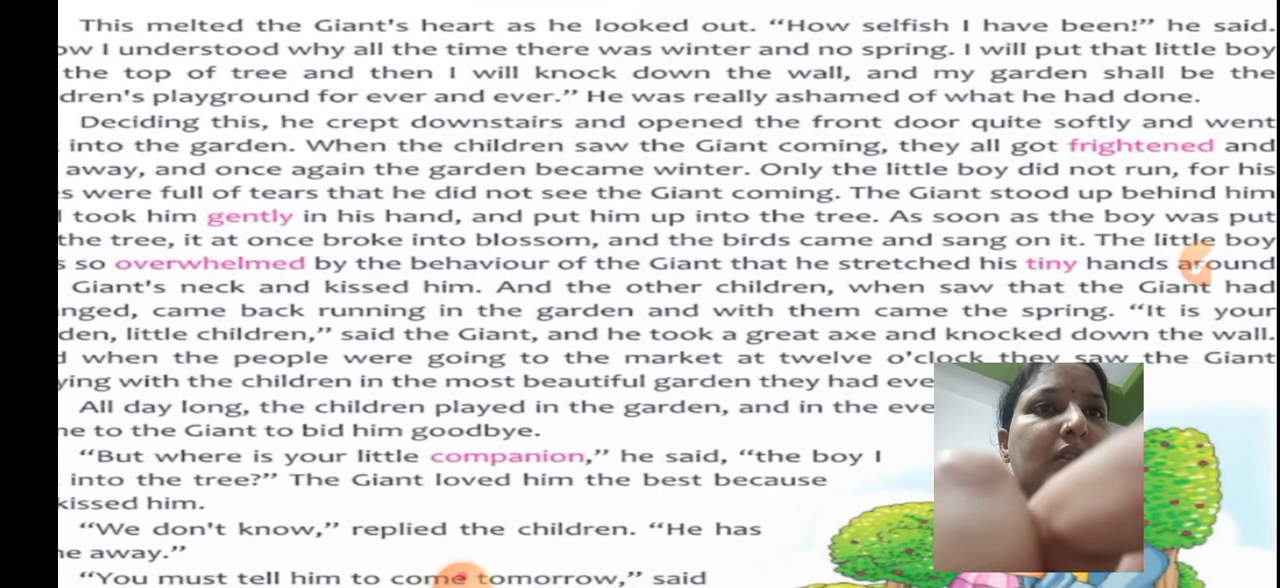 This melted the Giant's heart as he looked out. “How selfish I have been!” he said.
I understood why all the time there was winter and no spring. I will put that little boy
the top of tree and then I will knock down the wall, and my garden shall be the
playground for ever and ever.” He was really ashamed of what he had done.
Deciding this, he crept downstairs and opened the front door quite softly and went
into the garden. When the children saw the Giant coming, they all got frightened and
away, and once again the garden became winter. Only the little boy did not run, for his
were full of tears that he did not see the Giant coming. The Giant stood up behind him
took him gently in his hand, and put him up into the tree. As soon as the boy was put
the tree, it at once broke into blossom, and the birds came and sang on it. The little boy
so overwhelmed by the behaviour of the Giant that he stretched his tiny hands around
Giant's neck and kissed him. And the other children, when saw that the Giant had
came back running in the garden and with them came the spring. “It is your
little children,” said the Giant, and he took a great axe and knocked down the wall.
when the people were going to the market at twelve o'clock they saw the Giant
with the children in the most beautiful garden they had
All day long, the children played in the garden, and in the
to the Giant to bid him goodbye.
“But where is your little companion,” he said, “the boy I
into the tree?” The Giant loved him the best because
kissed him.
“We don't know,” replied the children. “He has
away.”
“You must tell him to come tomorrow,” said